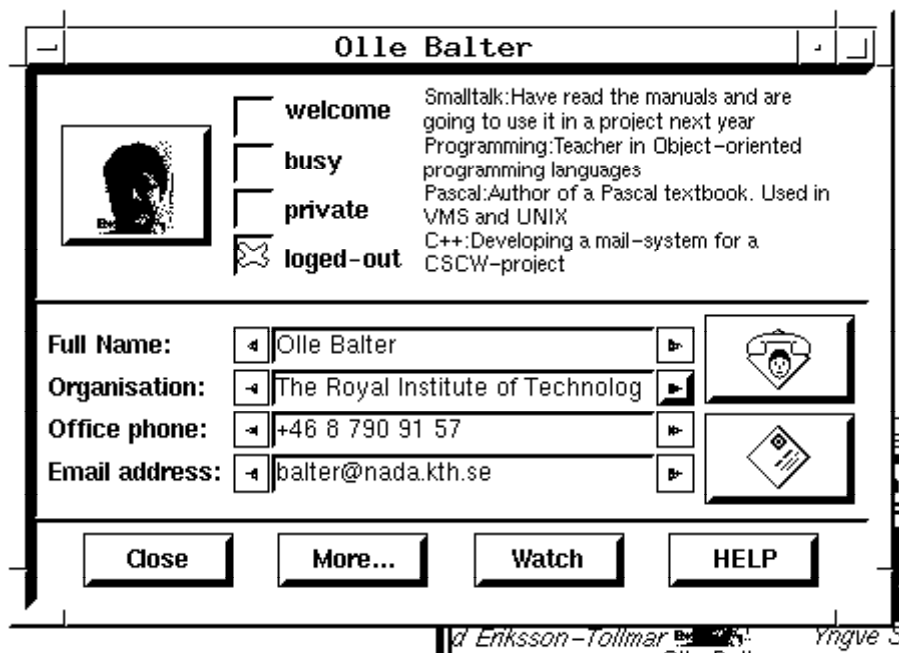 Olle Balter
welcome
busy
private
loged-out
Smalltalk:Have read the manuals and are
going to use it in a project next year
Programming:Teacher in Object-oriented
programming languages
Pascal:Author of a Pascal textbook. Used in
VMS and UNIX
C++:Developing a mail-system for a
CSCW-project
Full Name: Olle Balter
Organisation: The Royal Institute of Technolog
Office phone: +46 8 790 91 57
Email address: balter@nada.kth.se
Close More... Watch HELP
Eriksson-Tollmar Yngve